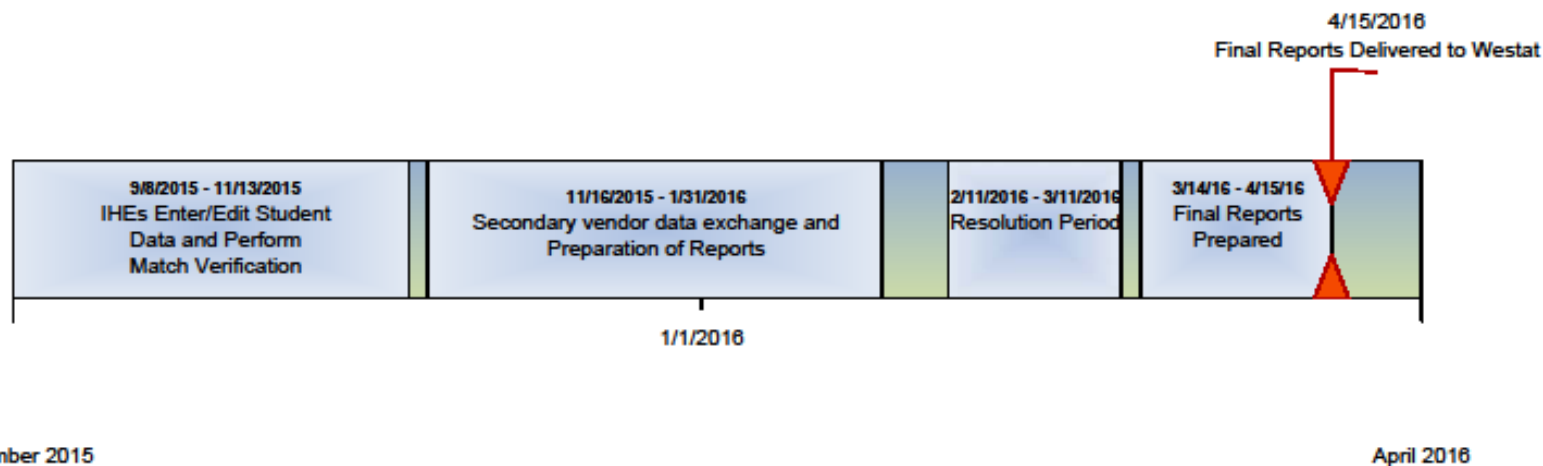 4/15/2016
Final Reports Delivered to Westat
9/8/2015 - 11/13/2015
IHEs Enter/Edit Student
Data and Perform
Match Verification
11/16/2015 - 1/31/2016
Secondary vendor data exchange and
Preparation of Reports
2/11/2016 - 3/11/2016
Resolution Period
3/14/16 - 4/15/16
Final Reports
Prepared
1/1/2016
mber 2015
April 2016